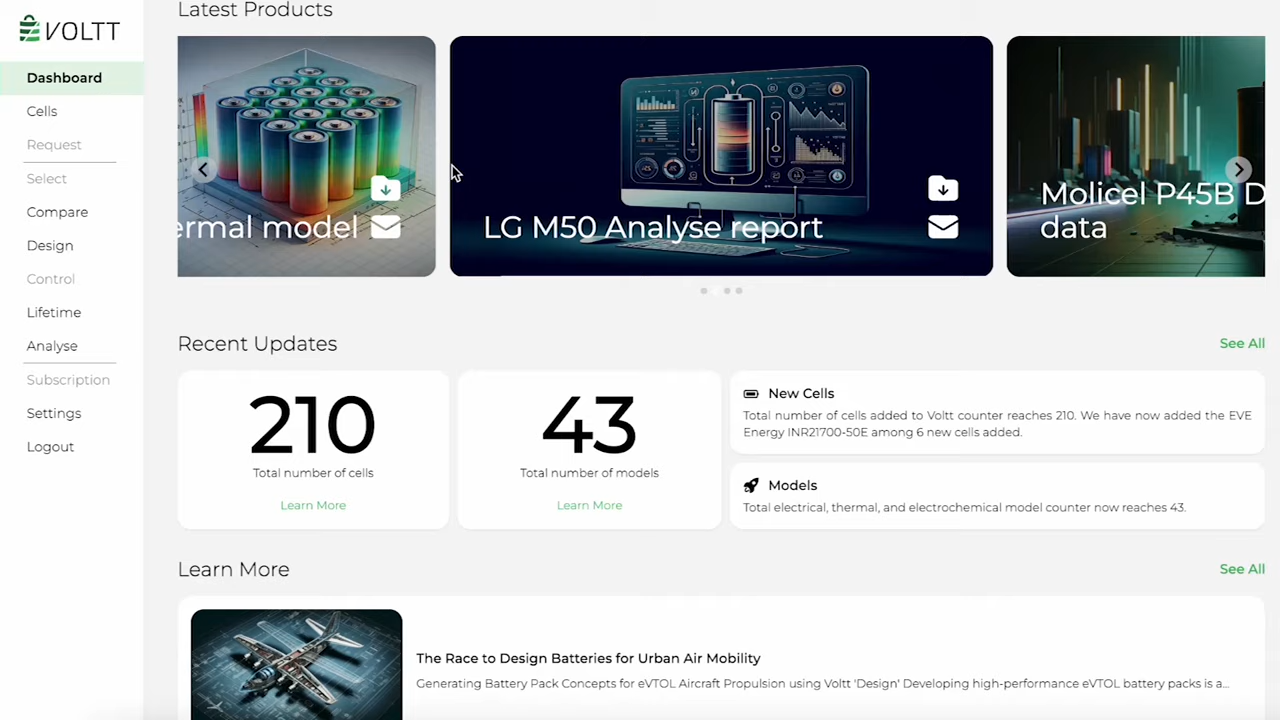 VOLTT
Dashboard
Cells
Request
Select
Compare
Design
Control
Lifetime
Analyse
Subscription
Settings
Logout
Latest Products
ermal model
LG M50 Analyse report
Molicel P45B D
data
Recent Updates
See All
210
Total number of cells
Learn More
43
Total number of models
Learn More
New Cells
Total number of cells added to Voltt counter reaches 210. We have now added the EVE
Energy INR21700-50E among 6 new cells added.
Models
Total electrical, thermal, and electrochemical model counter now reaches 43.
Learn More
See All
The Race to Design Batteries for Urban Air Mobility
Generating Battery Pack Concepts for eVTOL Aircraft Propulsion using Voltt 'Design' Developing high-performance eVTOL battery packs is a...